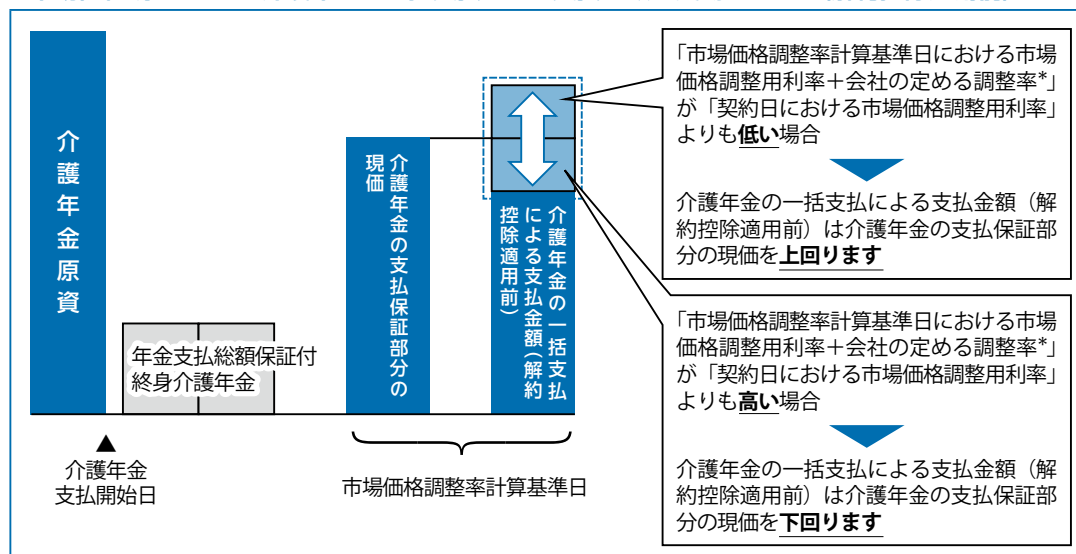 介護年金原資
年金支払総額保証付
終身介護年金
▲
介護年金
支払開始日
介護年金の支払保証部分の
現価
介護年金の一括支払
による支払金額（解約
控除適用前）
市場価格調整率計算基準日
「市場価格調整率計算基準日における市場
価格調整用利率＋会社の定める調整率*」
が「契約日における市場価格調整用利率」
よりも低い場合
介護年金の一括支払による支払金額（解
約控除適用前）は介護年金の支払保証部
分の現価を上回ります
「市場価格調整率計算基準日における市場
価格調整用利率＋会社の定める調整率*」
が「契約日における市場価格調整用利率」
よりも高い場合
介護年金の一括支払による支払金額（解
約控除適用前）は介護年金の支払保証部
分の現価を下回ります